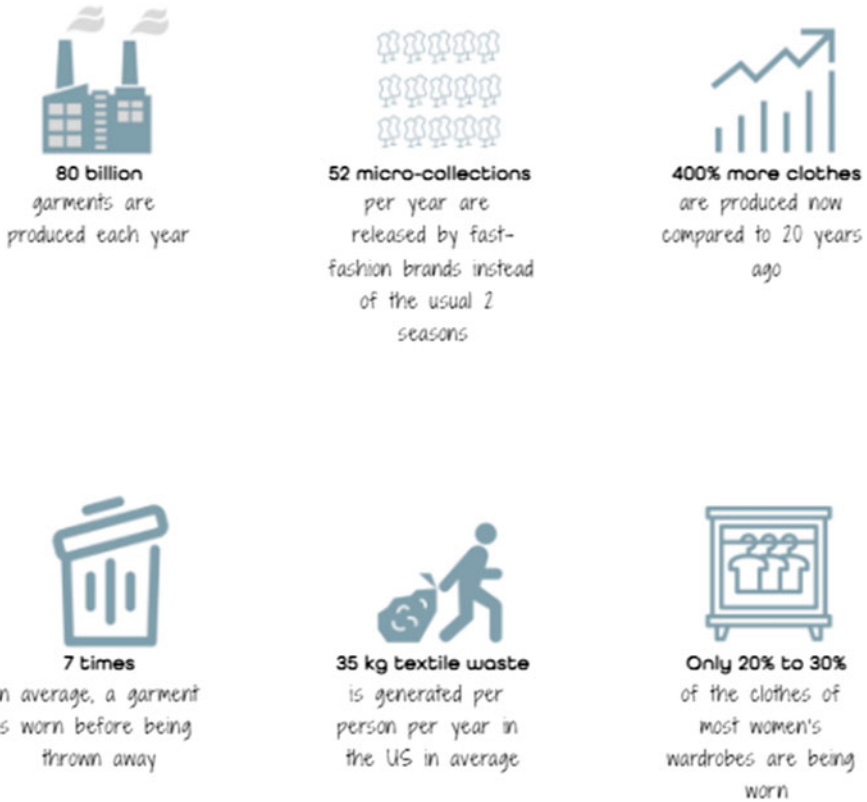 80 billion
garments are
produced each year
52 micro-collections
per year are
released by fast-
fashion brands instead
of the usual 2
seasons
400% more clothes
are produced now
compared to 20 years
ago
7 times
n average, a garment
s worn before being
thrown away
35 kg textile waste
is generated per
person per year in
the US in average
Only 20% to 30%
of the clothes of
most women's
wardrobes are being
worn